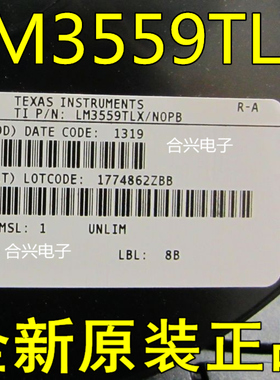 M3559TL
TEXAS INSTRUMENTS
R-A
TI P/N: LM3559TLX/NOPB
D) DATE CODE: 1319
合兴电子
T) LOTCODE: 1774862ZBB
合兴电子
MSL: 1 UNLIM
LBL: 8B
全新原装正品